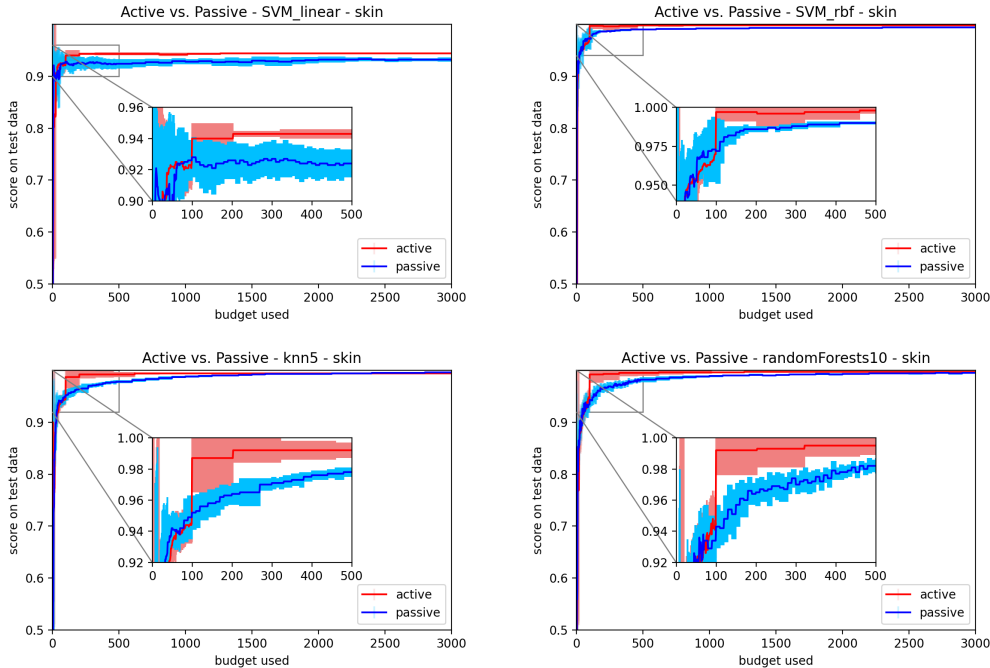 Active vs. Passive - SVM_linear - skin
score on test data
0.9
0.8
0.7
0.6
0.5
0.96
0.94
0.92
0.90
0 100 200 300 400 500
active
passive
0 500 1000 1500 2000 2500 3000
budget used
Active vs. Passive - SVM_rbf - skin
score on test data
0.9
0.8
0.7
0.6
0.5
1.000
0.975
0.950
0 100 200 300 400 500
active
passive
0 500 1000 1500 2000 2500 3000
budget used
Active vs. Passive - knn5 - skin
score on test data
0.9
0.8
0.7
0.6
0.5
1.00
0.98
0.96
0.94
0.92
0 100 200 300 400 500
active
passive
0 500 1000 1500 2000 2500 3000
budget used
Active vs. Passive - randomForests10 - skin
score on test data
0.9
0.8
0.7
0.6
0.5
1.00
0.98
0.96
0.94
0.92
0 100 200 300 400 500
active
passive
0 500 1000 1500 2000 2500 3000
budget used